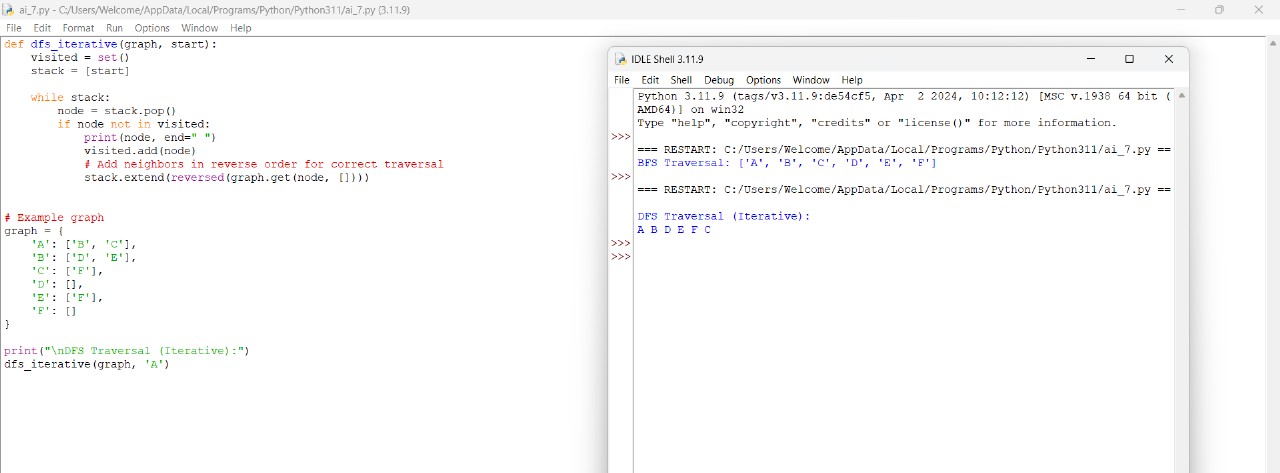 ai_7.py - C:/Users/Welcome/AppData/Local/Programs/Python/Python311/ai_7.py (3.11.9)
File Edit Format Run Options Window Help
def dfs_iterative(graph, start):
    visited = set()
    stack = [start]

    while stack:
        node = stack.pop()
        if node not in visited:
            print(node, end=" ")
            visited.add(node)
            # Add neighbors in reverse order for correct traversal
            stack.extend(reversed(graph.get(node, [])))

# Example graph
graph = {
    'A': ['B', 'C'],
    'B': ['D', 'E'],
    'C': ['F'],
    'D': [],
    'E': ['F'],
    'F': []
}

print("\nDFS Traversal (Iterative):")
dfs_iterative(graph, 'A')
IDLE Shell 3.11.9
File Edit Shell Debug Options Window Help
Python 3.11.9 (tags/v3.11.9:de54cf5, Apr  2 2024, 10:12:12) [MSC v.1938 64 bit (
AMD64)] on win32
Type "help", "copyright", "credits" or "license()" for more information.
>>>
=== RESTART: C:/Users/Welcome/AppData/Local/Programs/Python/Python311/ai_7.py ==
BFS Traversal: ['A', 'B', 'C', 'D', 'E', 'F']
>>>
=== RESTART: C:/Users/Welcome/AppData/Local/Programs/Python/Python311/ai_7.py ==

DFS Traversal (Iterative):
A B D E F C
>>>
>>>